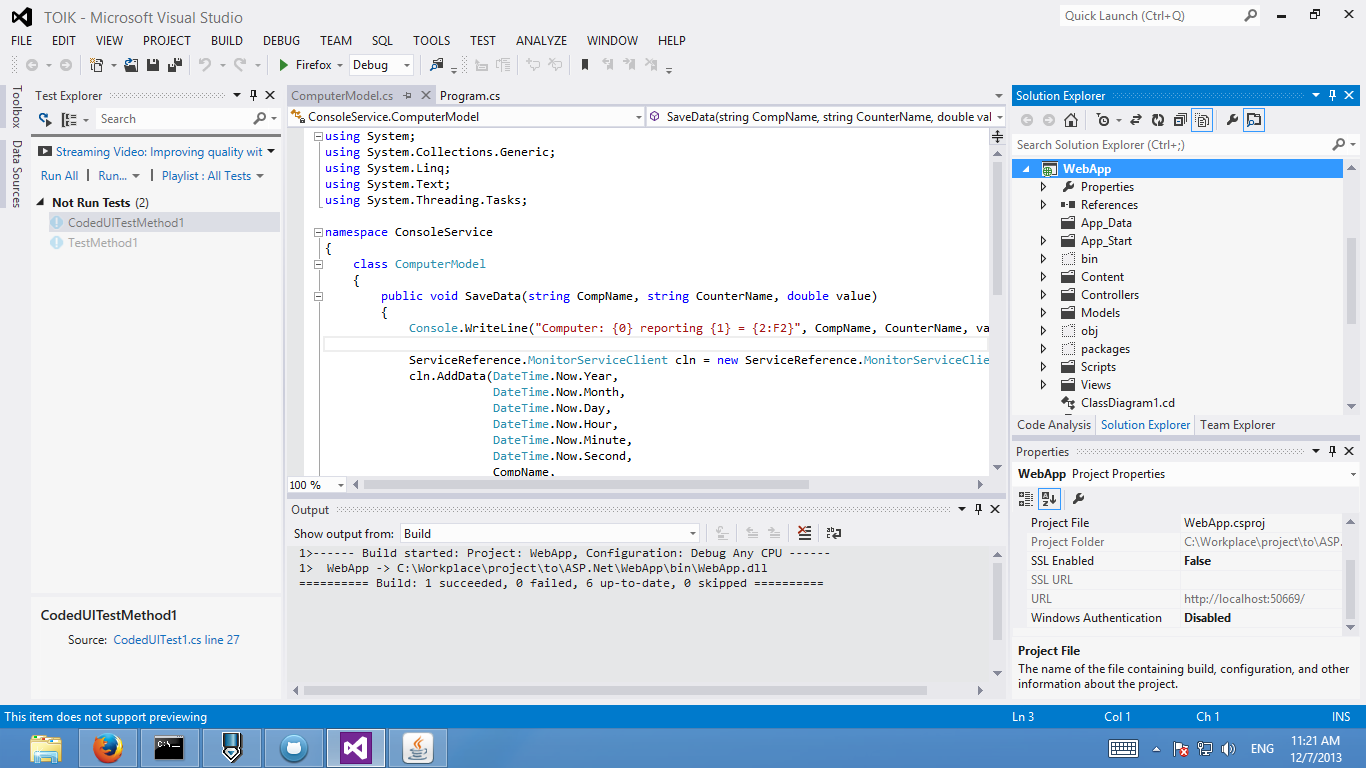 TOIK - Microsoft Visual Studio
Quick Launch (Ctrl+Q)
FILE EDIT VIEW PROJECT BUILD DEBUG TEAM SQL TOOLS TEST ANALYZE WINDOW HELP
Firefox Debug
Toolbox
Data Sources
Test Explorer
Search
Streaming Video: Improving quality wit
Run All | Run... | Playlist : All Tests
Not Run Tests (2)
CodedUITestMethod1
TestMethod1
CodedUITestMethod1
Source: CodedUITest1.cs line 27
ComputerModel.cs Program.cs
ConsoleService.ComputerModel SaveData(string CompName, string CounterName, double val
using System;
using System.Collections.Generic;
using System.Linq;
using System.Text;
using System.Threading.Tasks;
namespace ConsoleService
{
class ComputerModel
{
public void SaveData(string CompName, string CounterName, double value)
{
Console.WriteLine("Computer: {0} reporting {1} = {2:F2}", CompName, CounterName, va
ServiceReference.MonitorServiceClient cln = new ServiceReference.MonitorServiceClie
cln.AddData(DateTime.Now.Year,
DateTime.Now.Month,
DateTime.Now.Day,
DateTime.Now.Hour,
DateTime.Now.Minute,
DateTime.Now.Second,
CompName,
100 %
Output
Show output from: Build
1>------ Build started: Project: WebApp, Configuration: Debug Any CPU ------
1> WebApp -> C:\Workplace\project\to\ASP.Net\WebApp\bin\WebApp.dll
========== Build: 1 succeeded, 0 failed, 6 up-to-date, 0 skipped ==========
Solution Explorer
Search Solution Explorer (Ctrl+;)
WebApp
Properties
References
App_Data
App_Start
bin
Content
Controllers
Models
obj
packages
Scripts
Views
ClassDiagram1.cd
Code Analysis Solution Explorer Team Explorer
Properties
WebApp Project Properties
Project File WebApp.csproj
Project Folder C:\Workplace\project\to\ASP.
SSL Enabled False
SSL URL
URL http://localhost:50669/
Windows Authentication Disabled
Project File
The name of the file containing build, configuration, and other
information about the project.
This item does not support previewing Ln 3 Col 1 Ch 1 INS
ENG
11:21 AM
12/7/2013